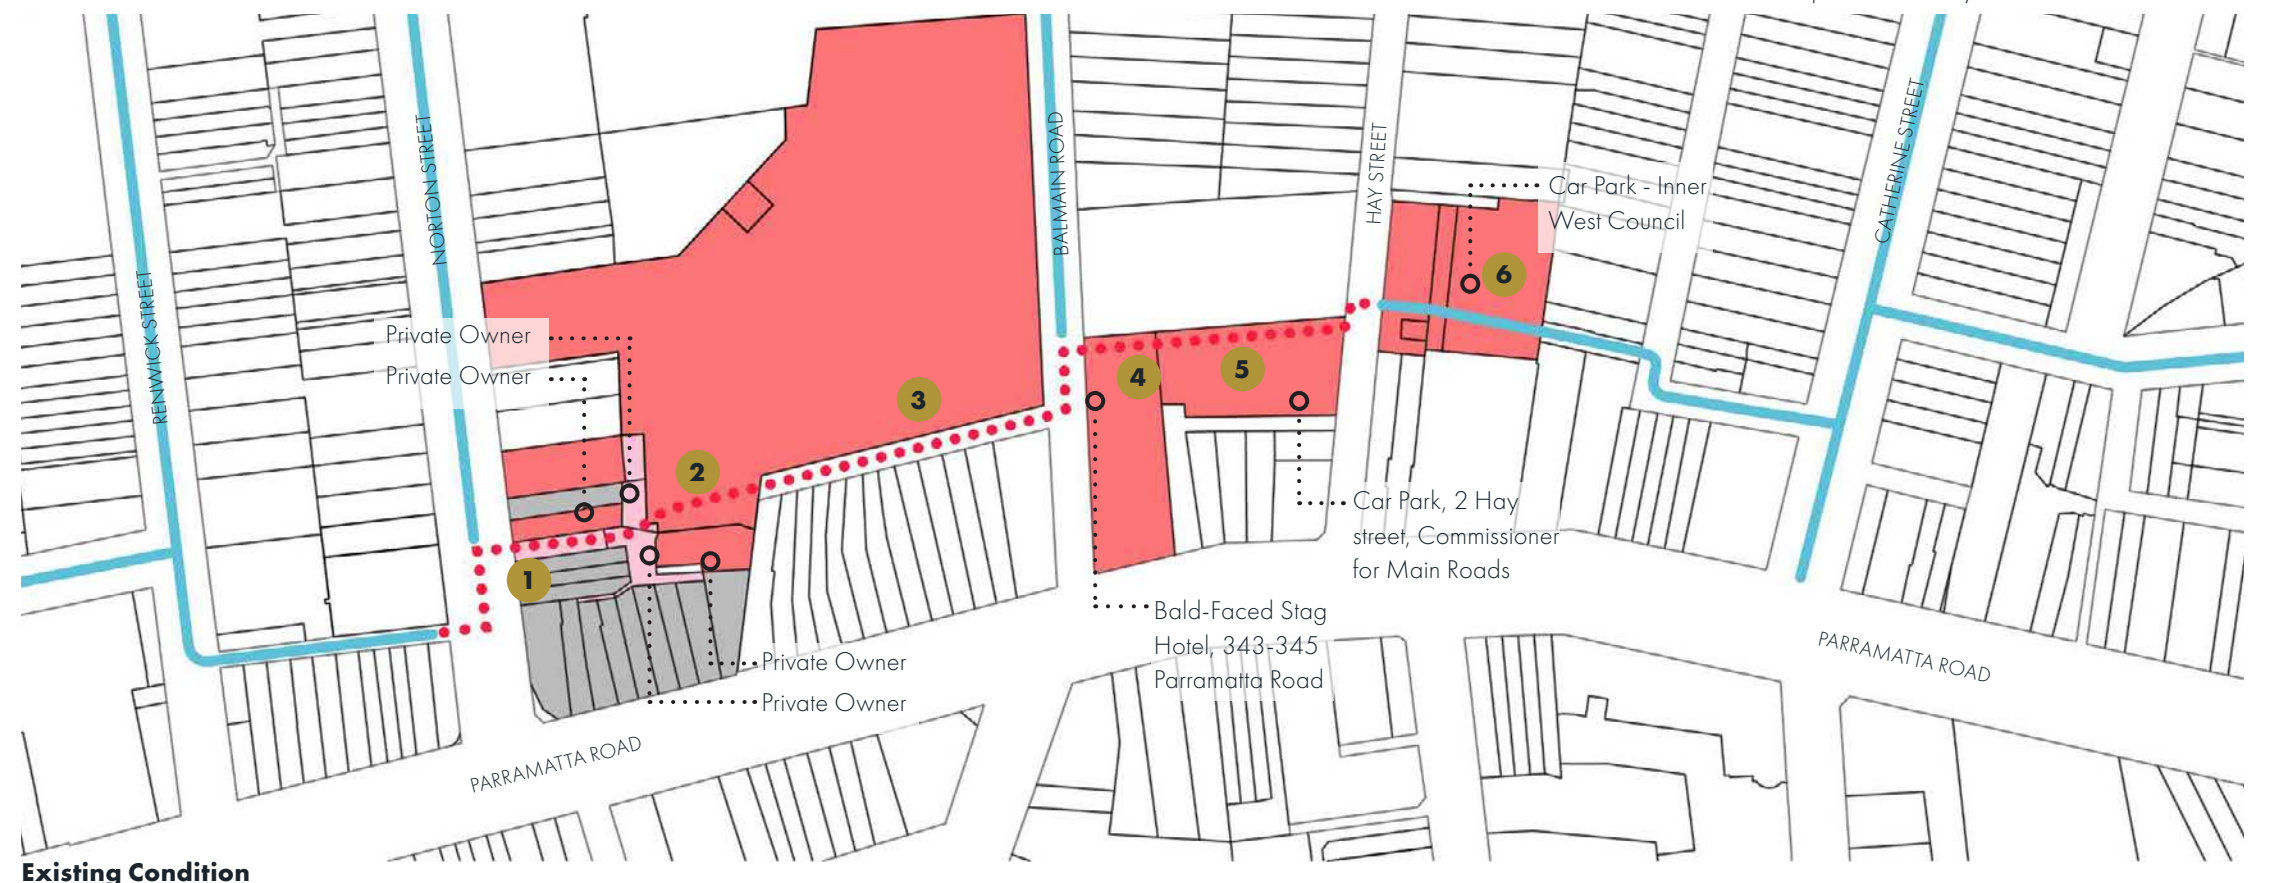 RENWICK STREET
NORTON STREET
BALMAIN ROAD
HAY STREET
CATHERINE STREET
Car Park - Inner
West Council
6
Private Owner
Private Owner
3
4
5
2
1
Car Park, 2 Hay
street, Commissioner
for Main Roads
Bald-Faced Stag
Hotel, 343-345
Parramatta Road
Private Owner
Private Owner
PARRAMATTA ROAD
PARRAMATTA ROAD
Existing Condition